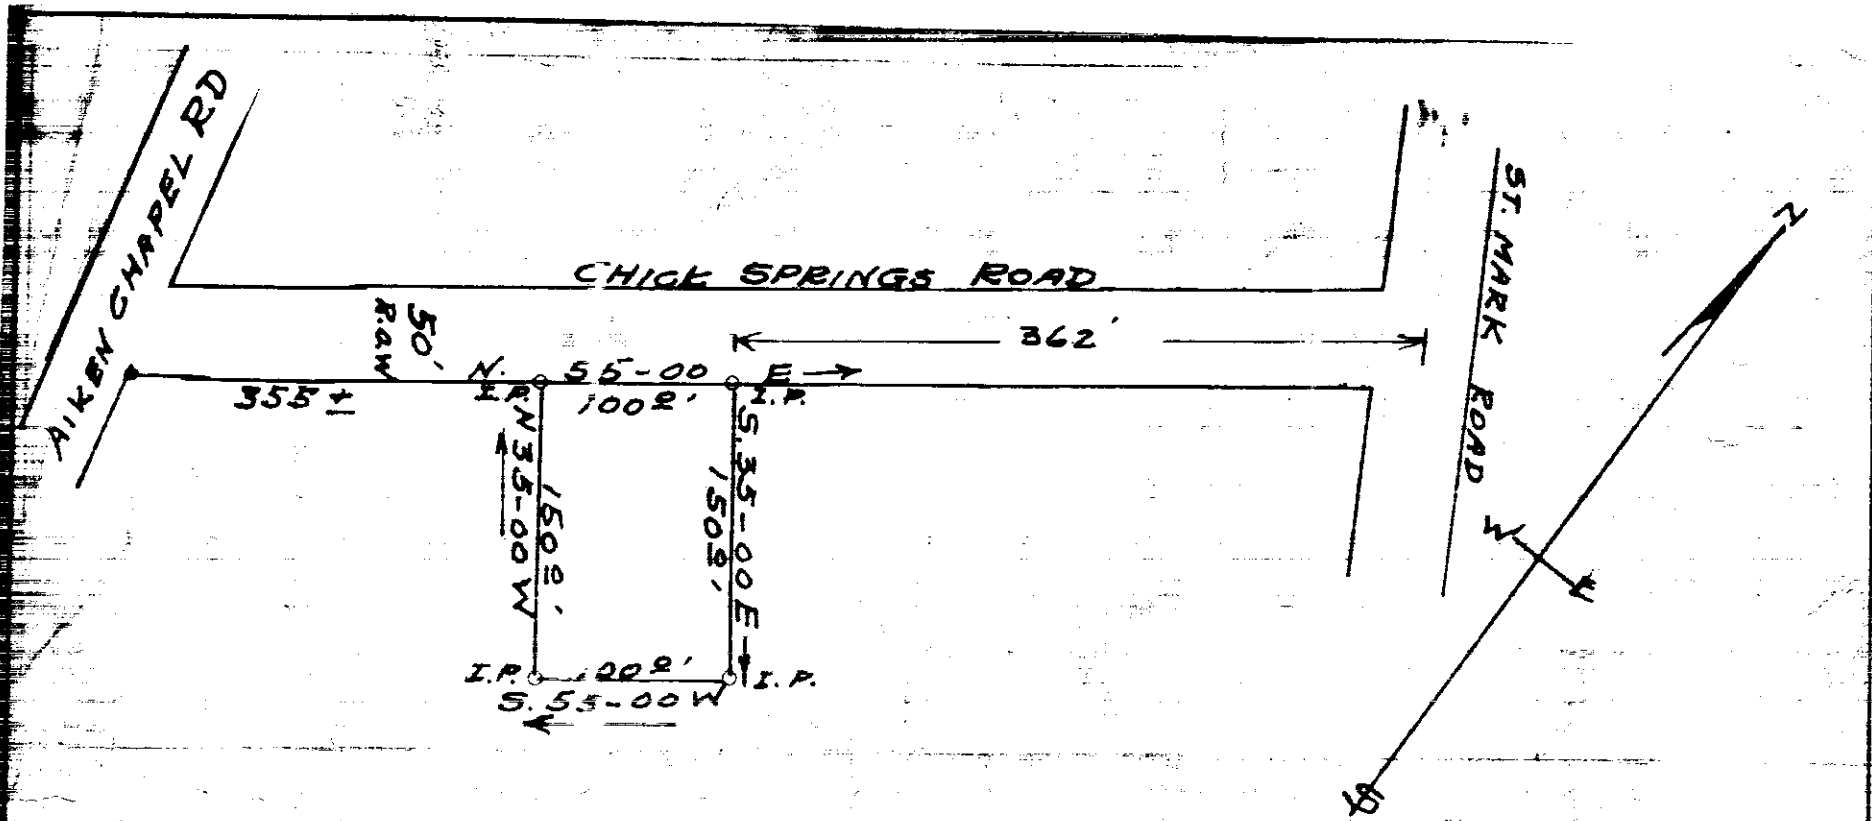 AIKEN CHAPEL RD
CHICK SPRINGS ROAD
ST. MARK ROAD
50'
R.O.W
362'
N. 55-00 E
355 ±
I.P.
100 0'
I.P.
N 35-00 W
150 0'
S. 35-00 E
150 0'
I.P.
100 0'
I.P.
S. 55-00 W
N
W
E
S